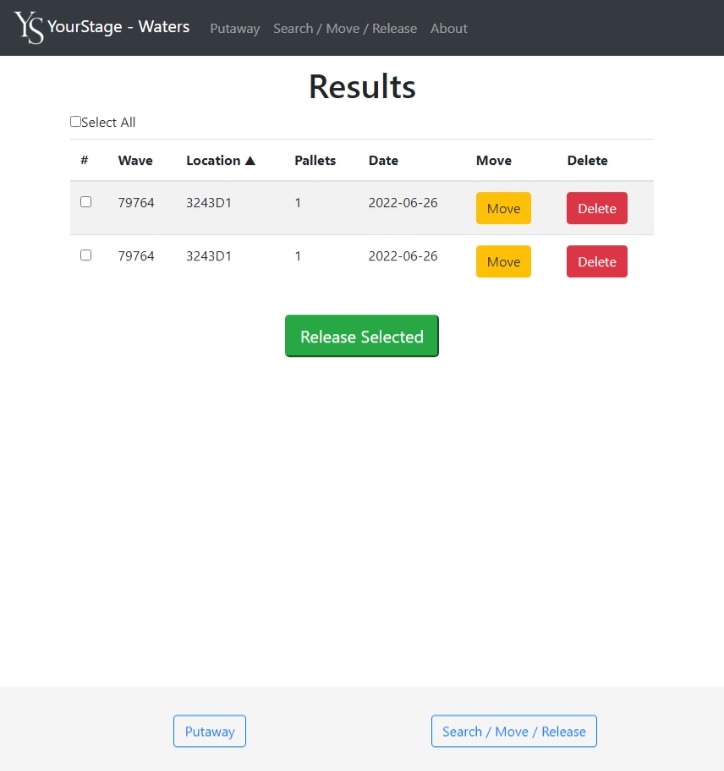 YS YourStage - Waters Putaway Search / Move / Release About
Results
Select All
# Wave Location ▲ Pallets Date Move Delete
79764 3243D1 1 2022-06-26 Move Delete
79764 3243D1 1 2022-06-26 Move Delete
Release Selected
Putaway Search / Move / Release